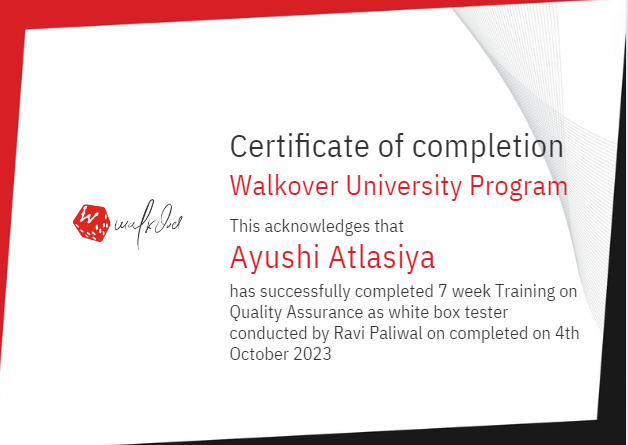 Certificate of completion
Walkover University Program
This acknowledges that
W walkover
Ayushi Atlasiya
has successfully completed 7 week Training on
Quality Assurance as white box tester
conducted by Ravi Paliwal on completed on 4th
October 2023